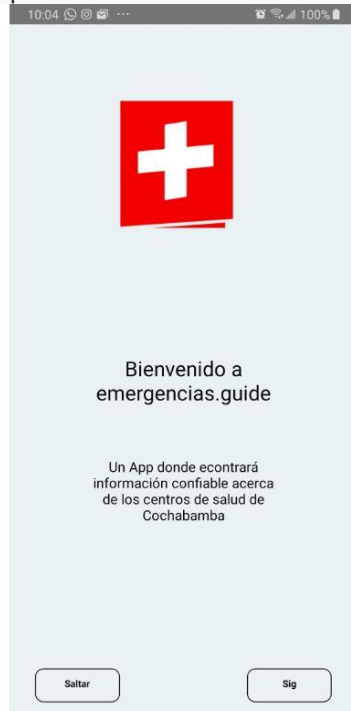 10:04 ...
100%
Bienvenido a
emergencias.guide
Un App donde econtrará
información confiable acerca
de los centros de salud de
Cochabamba
Saltar
Sig